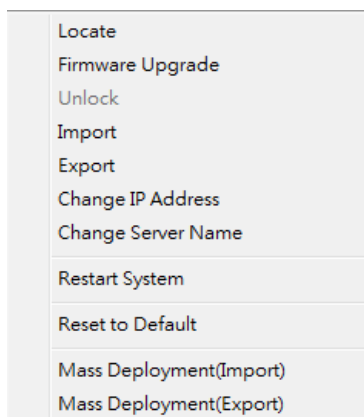 Locate
Firmware Upgrade
Unlock
Import
Export
Change IP Address
Change Server Name
Restart System
Reset to Default
Mass Deployment(Import)
Mass Deployment(Export)